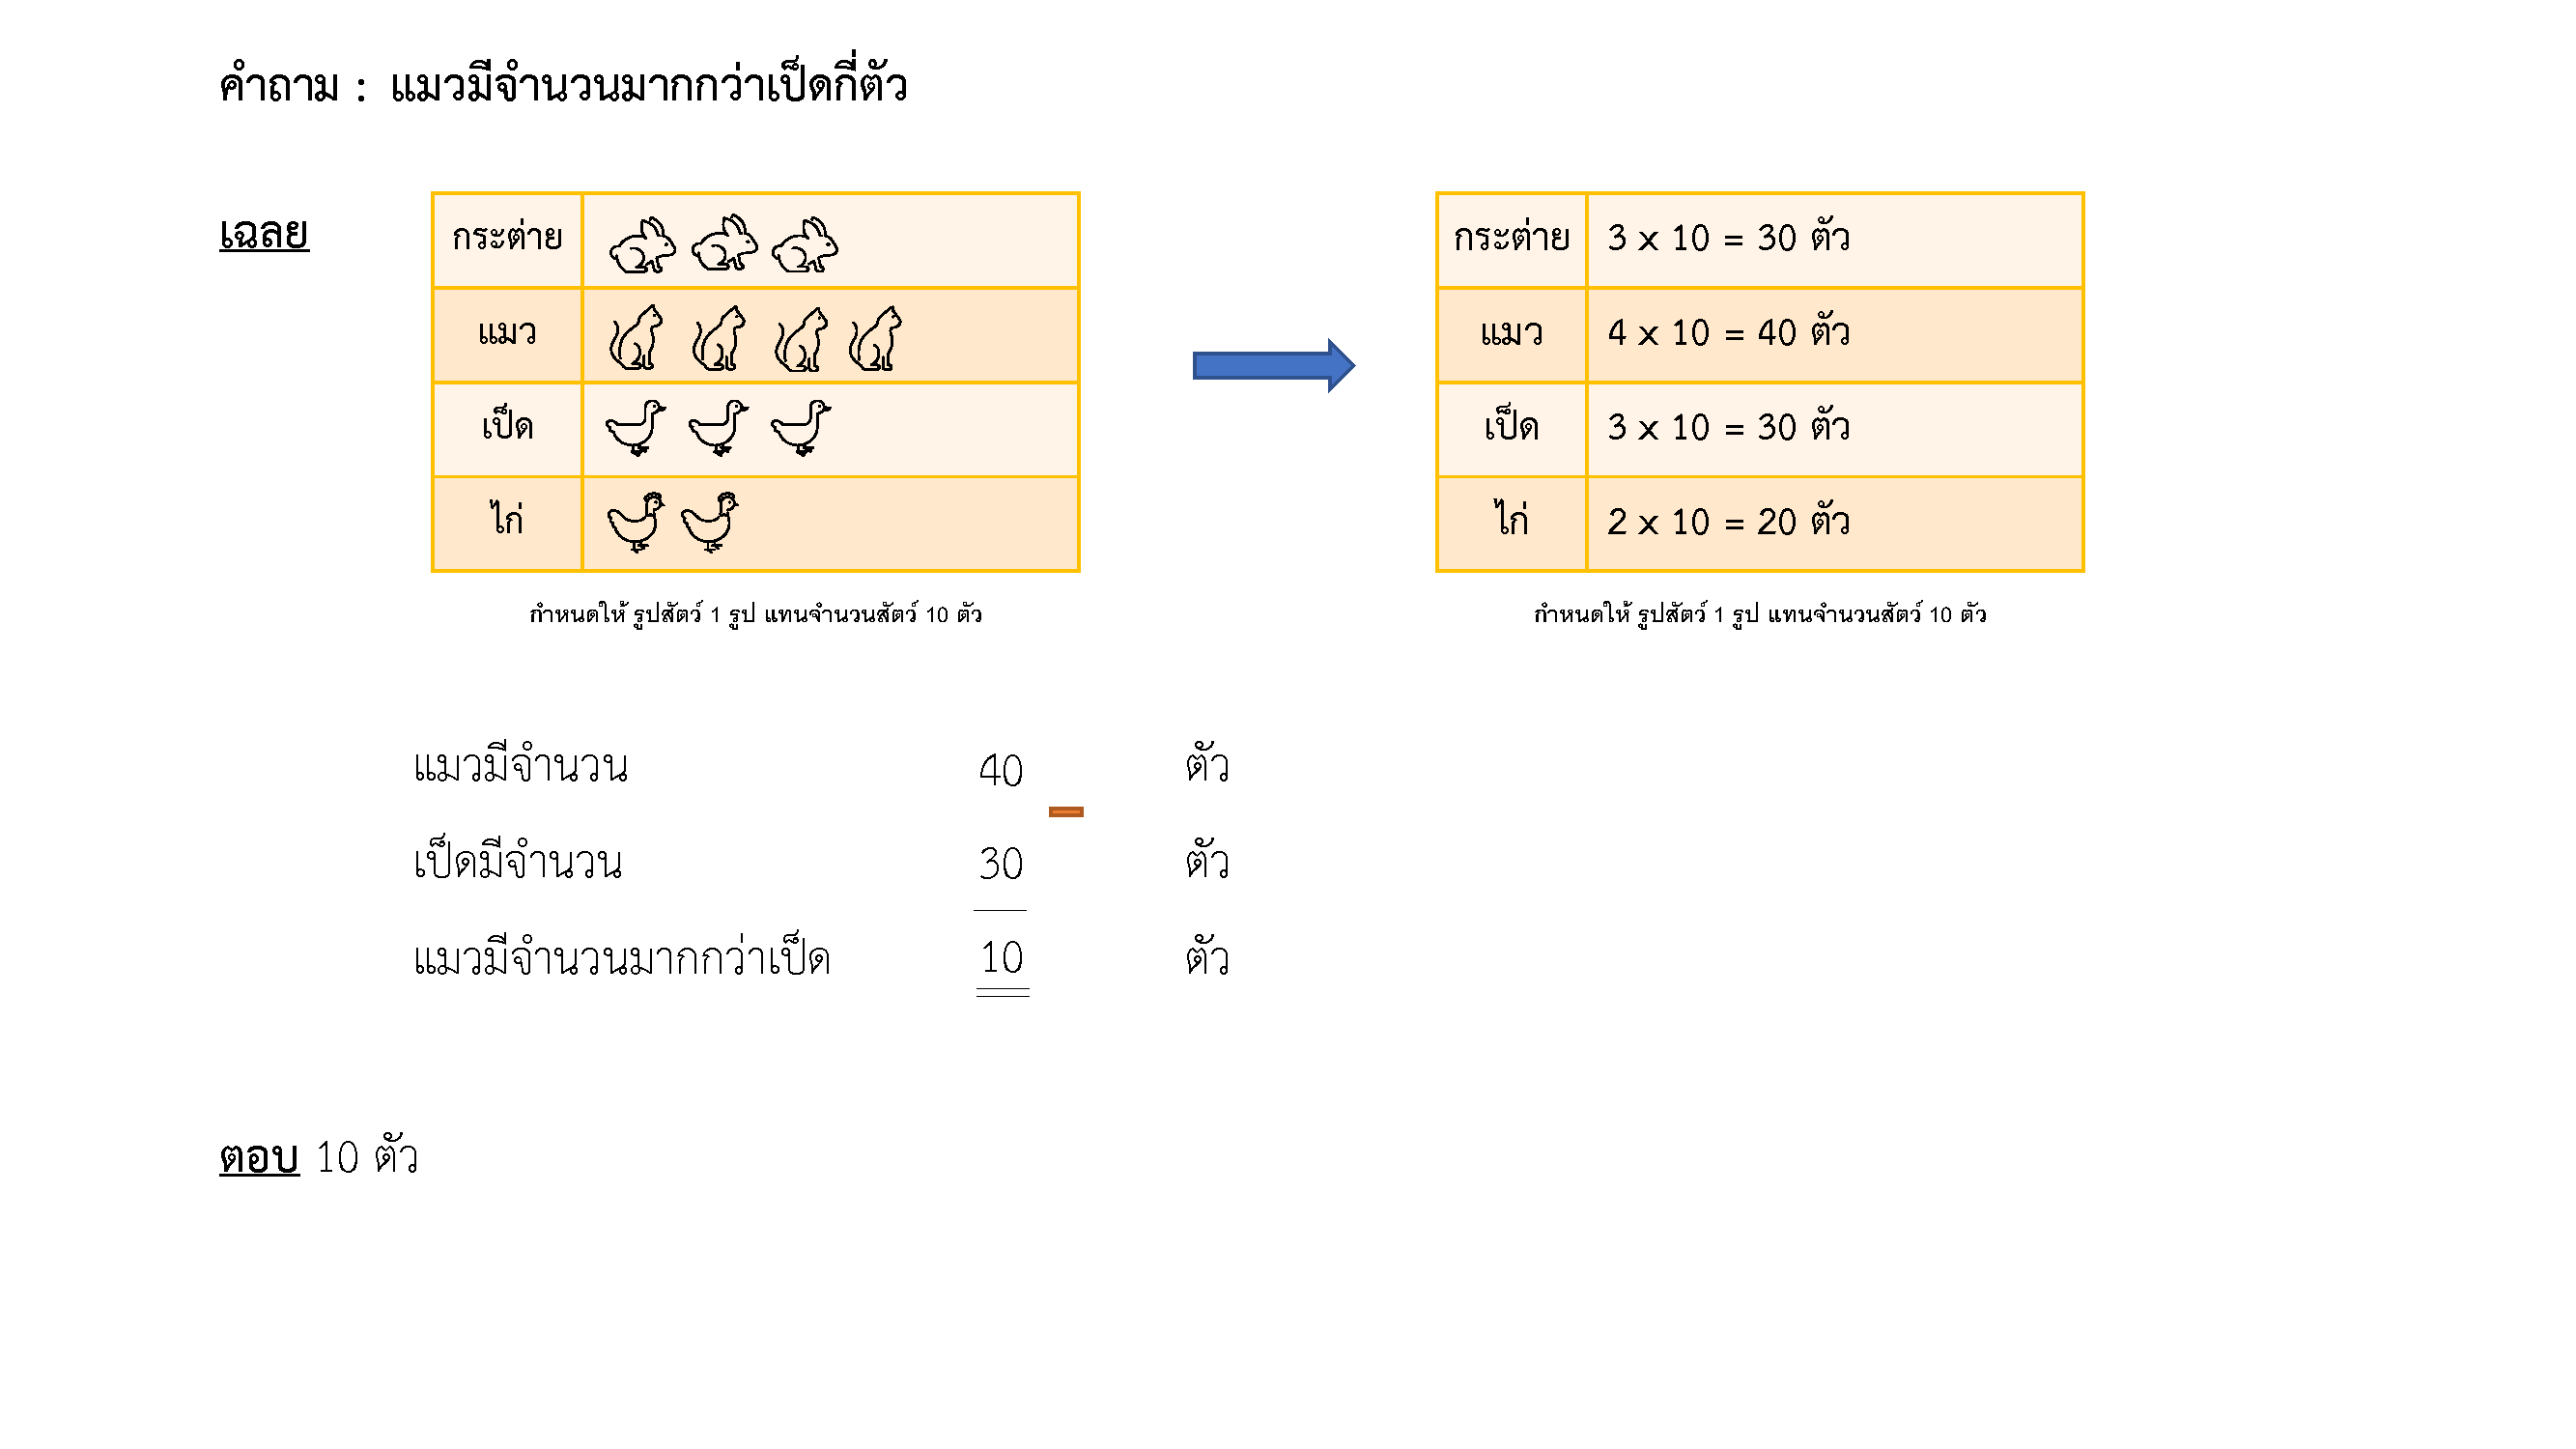 คำถาม : แมวมีจำนวนมากกว่าเป็ดกี่ตัว
เฉลย
กระต่าย
แมว
เป็ด
ไก่
กำหนดให้ รูปสัตว์ 1 รูป แทนจำนวนสัตว์ 10 ตัว
กระต่าย 3 x 10 = 30 ตัว
แมว 4 x 10 = 40 ตัว
เป็ด 3 x 10 = 30 ตัว
ไก่ 2 x 10 = 20 ตัว
กำหนดให้ รูปสัตว์ 1 รูป แทนจำนวนสัตว์ 10 ตัว
แมวมีจำนวน 40 ตัว
เป็ดมีจำนวน 30 ตัว
แมวมีจำนวนมากกว่าเป็ด 10 ตัว
ตอบ 10 ตัว